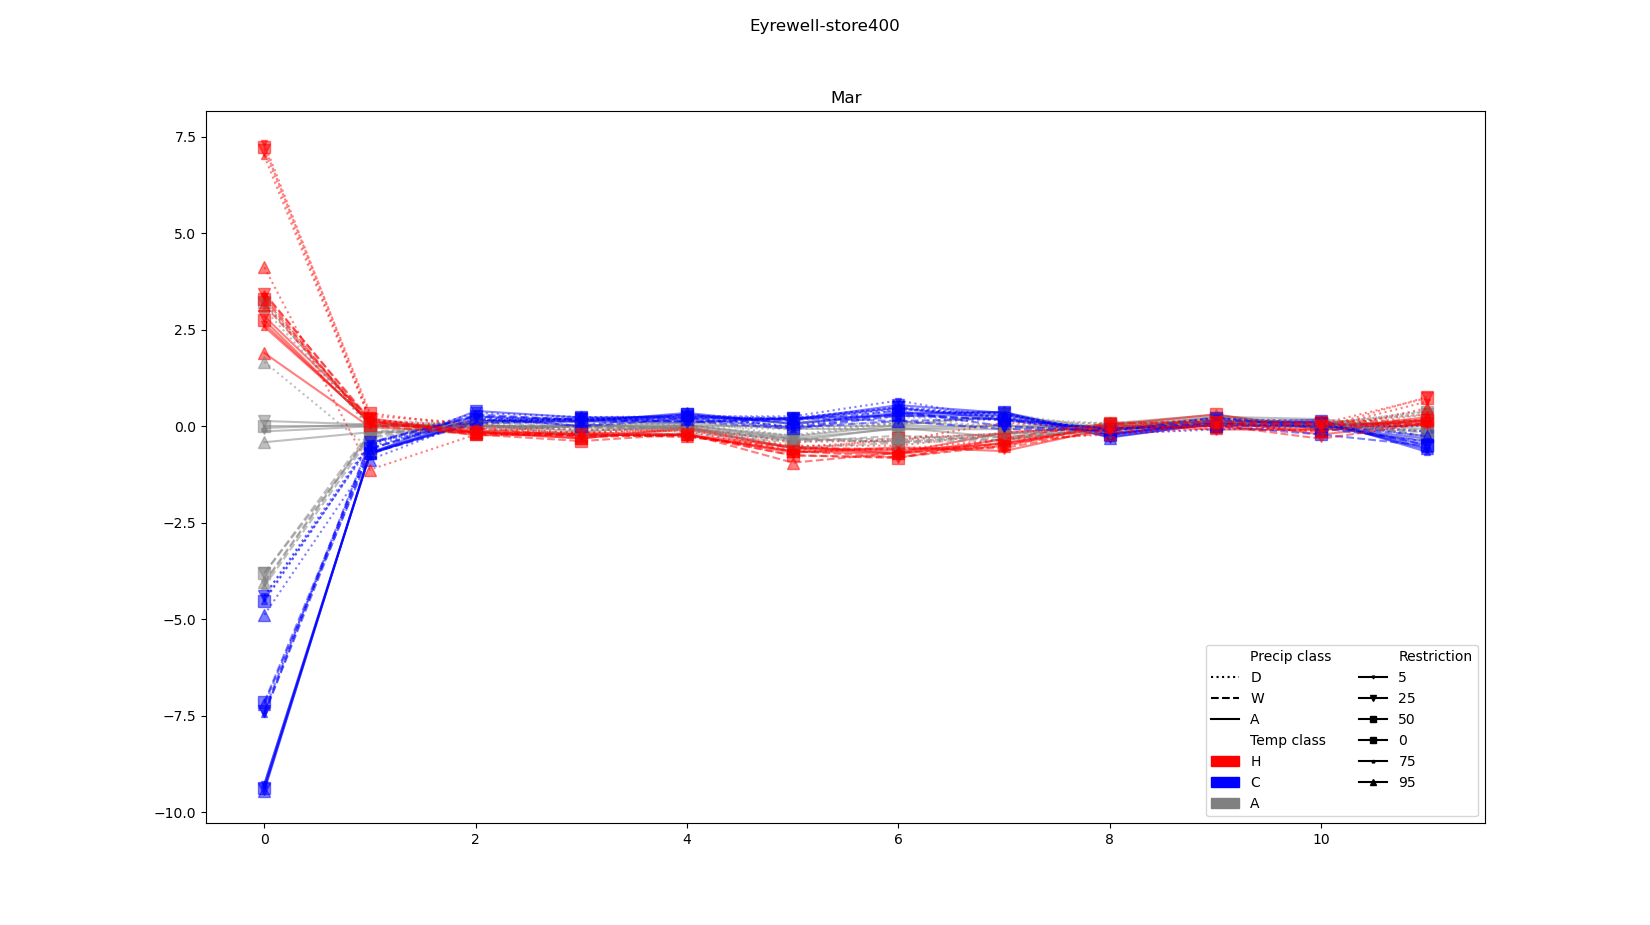 Eyrewell-store400
Mar
7.5
5.0
2.5
0.0
−2.5
−5.0
−7.5
−10.0
0
2
4
6
8
10
Precip class
D
W
A
Temp class
H
C
A
Restriction
5
25
50
0
75
95